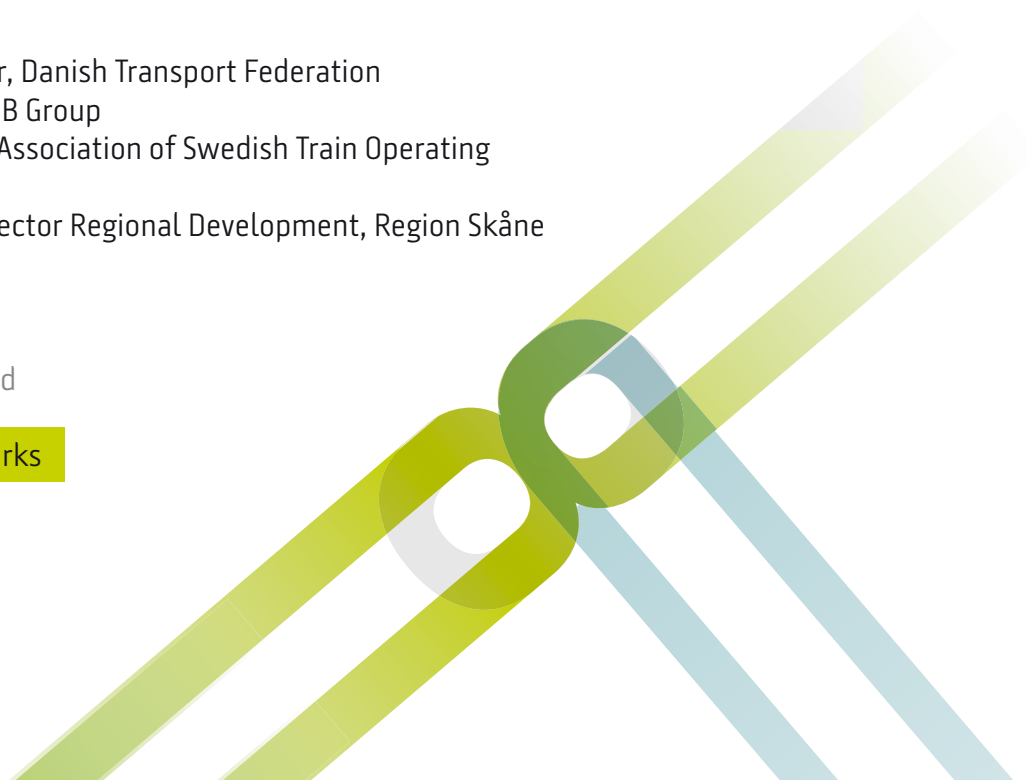 r, Danish Transport Federation
B Group
Association of Swedish Train Operating
ector Regional Development, Region Skåne
d
rks